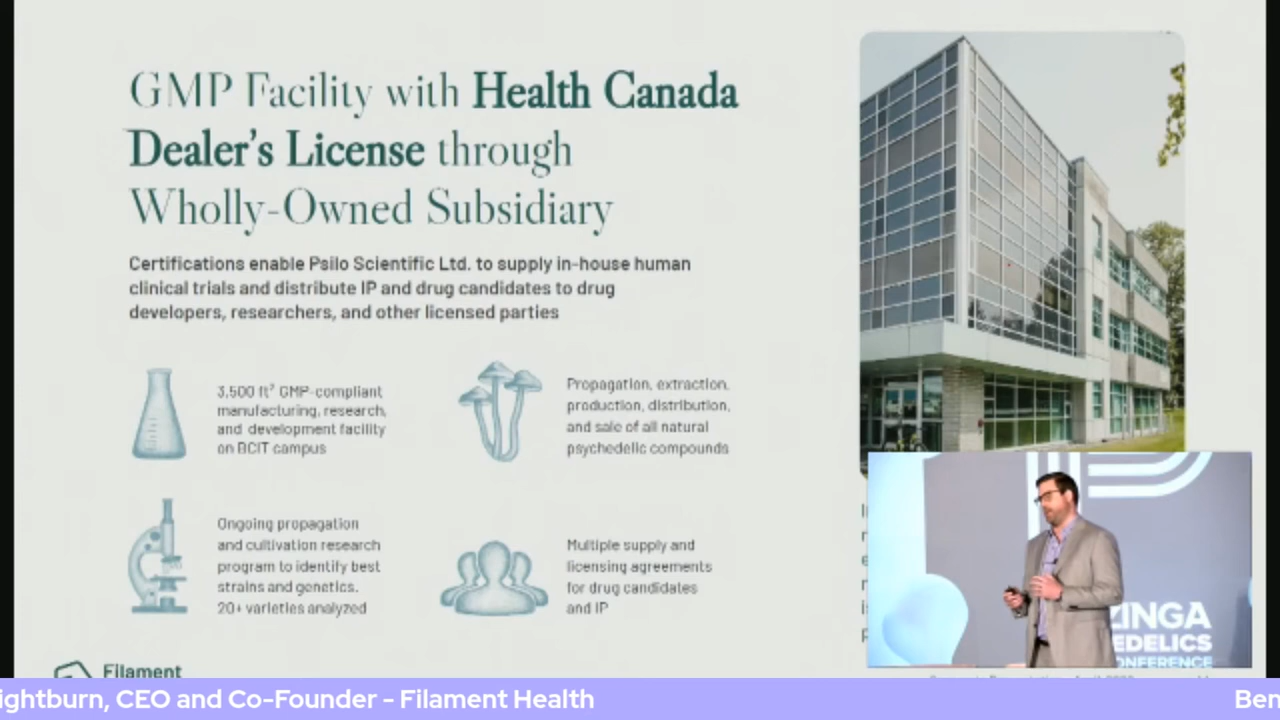 GMP Facility with Health Canada
Dealer's License through
Wholly-Owned Subsidiary
Certifications enable Psilo Scientific Ltd. to supply in-house human
clinical trials and distribute IP and drug candidates to drug
developers, researchers, and other licensed parties
3,500 ft² GMP-compliant
manufacturing, research,
and development facility
on BCIT campus
Propagation, extraction,
production, distribution,
and sale of all natural
psychedelic compounds
Ongoing propagation
and cultivation research
program to identify best
strains and genetics.
20+ varieties analyzed
Multiple supply and
licensing agreements
for drug candidates
and IP
Filament
ZINGA
EDELICS
ONFERENCE
ightburn, CEO and Co-Founder - Filament Health
Ben